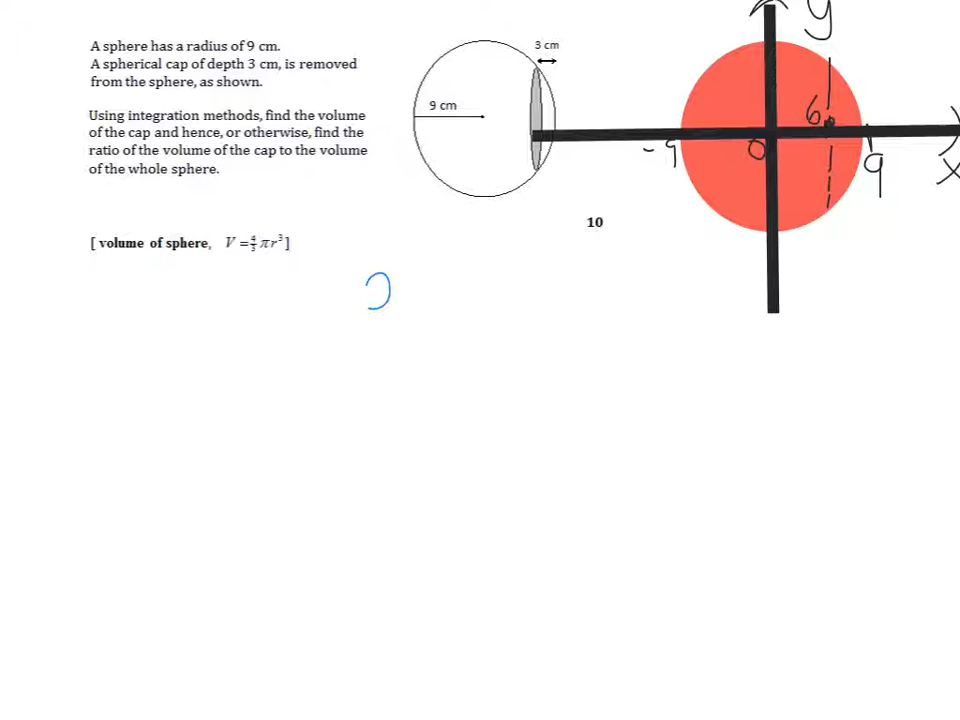 A sphere has a radius of 9 cm.
A spherical cap of depth 3 cm, is removed
from the sphere, as shown.
Using integration methods, find the volume
of the cap and hence, or otherwise, find the
ratio of the volume of the cap to the volume
of the whole sphere.
[ volume of sphere, V = 4/3 πr³ ]
3 cm
9 cm
10
y
6
-9
0
9
x